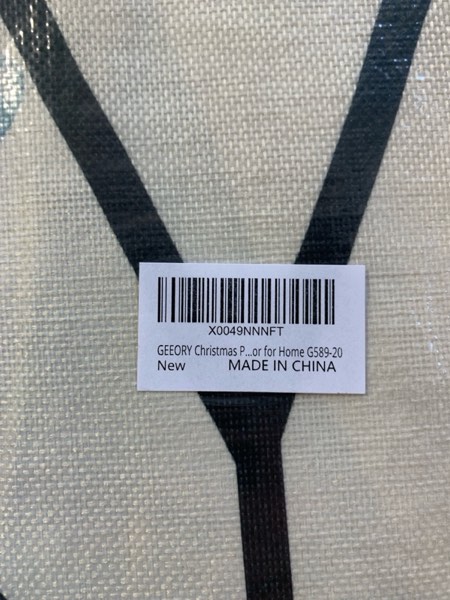 X0049NNNFT
GEEORY Christmas P...or for Home G589-20
New MADE IN CHINA